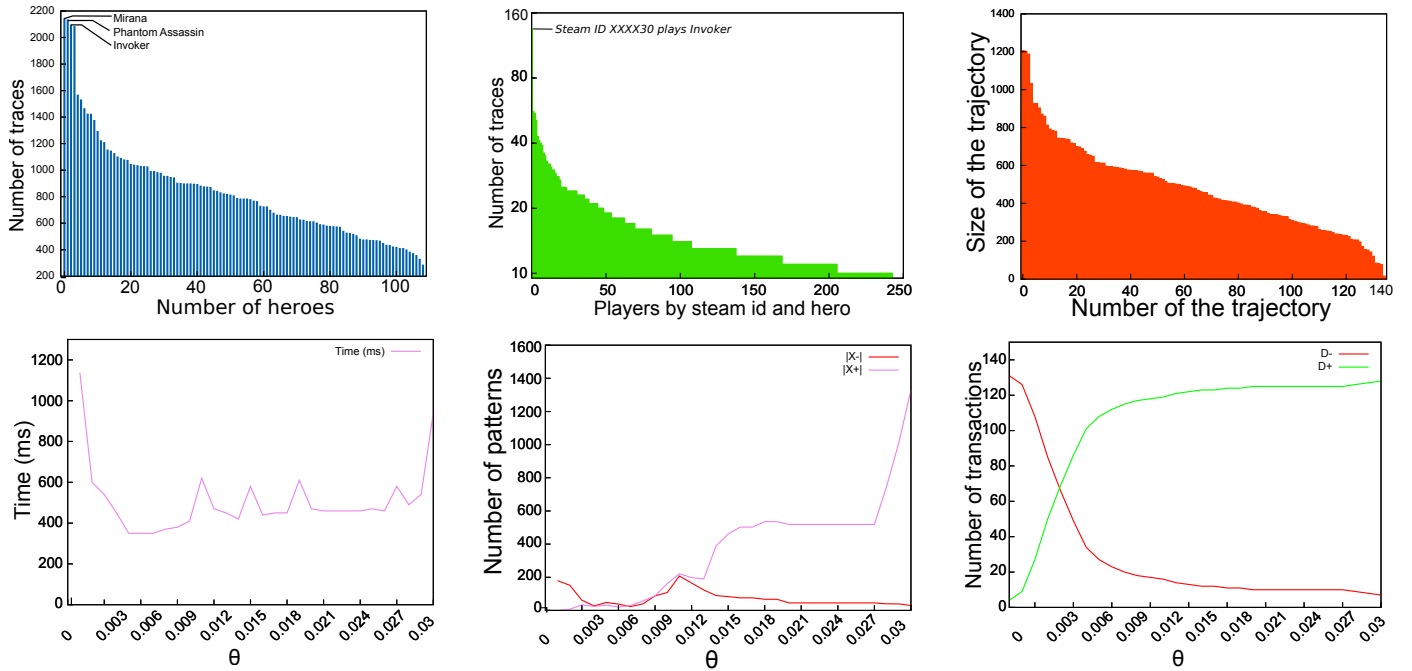 2200
2000
1800
1600
1400
1200
1000
800
600
400
200
Number of traces
Mirana
Phantom Assassin
Invoker
0 20 40 60 80 100
Number of heroes
160
80
40
20
10
Number of traces
Steam ID XXXX30 plays Invoker
0 50 100 150 200 250
Players by steam id and hero
1400
1200
1000
800
600
400
200
0
Size of the trajectory
0 20 40 60 80 100 120 140
Number of the trajectory
1200
1000
800
600
400
200
0
Time (ms)
Time (ms)
0 0.003 0.006 0.009 0.012 0.015 0.018 0.021 0.024 0.027 0.03
θ
1600
1400
1200
1000
800
600
400
200
0
Number of patterns
|X-|
|X+|
0 0.003 0.006 0.009 0.012 0.015 0.018 0.021 0.024 0.027 0.03
θ
140
120
100
80
60
40
20
0
Number of transactions
D-
D+
0 0.003 0.006 0.009 0.012 0.015 0.018 0.021 0.024 0.027 0.03
θ